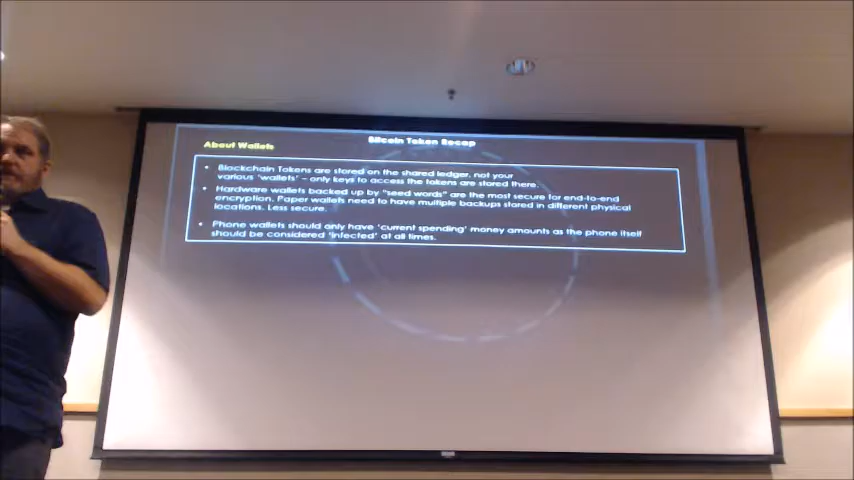 Bitcoin Token Recap
About Wallets
• Blockchain Tokens are stored on the shared ledger, not your
various 'wallets' - only keys to access the tokens are stored there.
• Hardware wallets backed up by "seed words" are the most secure for end-to-end
encryption. Paper wallets need to have multiple backups stored in different physical
locations. Less secure.
• Phone wallets should only have 'current spending' money amounts as the phone itself
should be considered 'infected' at all times.